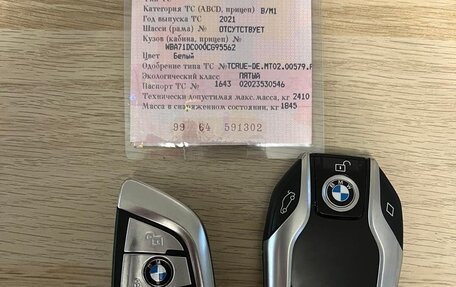 Категория ТС (ABCD, прицеп) B/M1
Год выпуска ТС 2021
Шасси (рама) № ОТСУТСТВУЕТ
Кузов (кабина, прицеп) №
WBA71DC000CG95562
Цвет Белый
Одобрение типа ТС №TCRUE-DE.MT02.00579.
Экологический класс ПЯТЫЙ
Паспорт ТС № 1643 02023530546
Технически допустимая макс. масса, кг 2410
Масса в снаряженном состоянии, кг 1845
99 64 591302
BMW
BMW